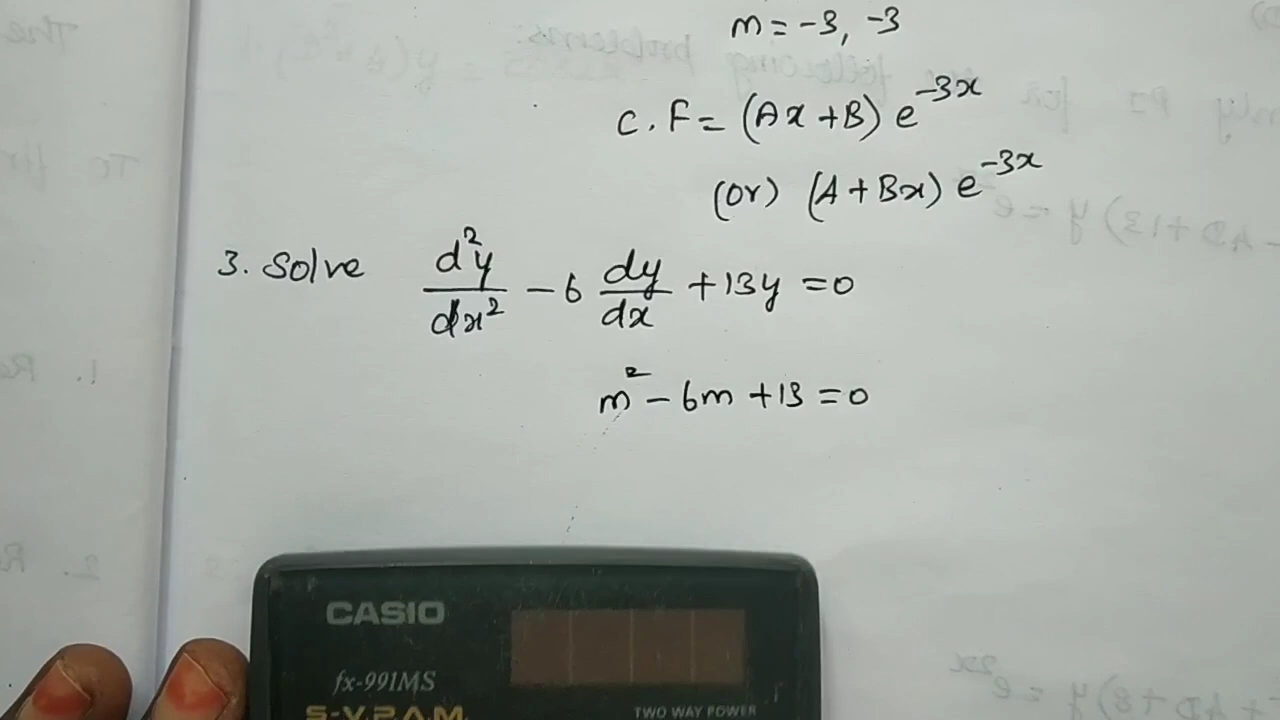 m = -3, -3
C.F = (Ax + B) e^-3x
(or) (A + Bx) e^-3x
3. Solve d²y/dx² - 6 dy/dx + 13y = 0
m² - 6m + 13 = 0
CASIO
fx-991MS
S-V.P.A.M.
TWO WAY POWER